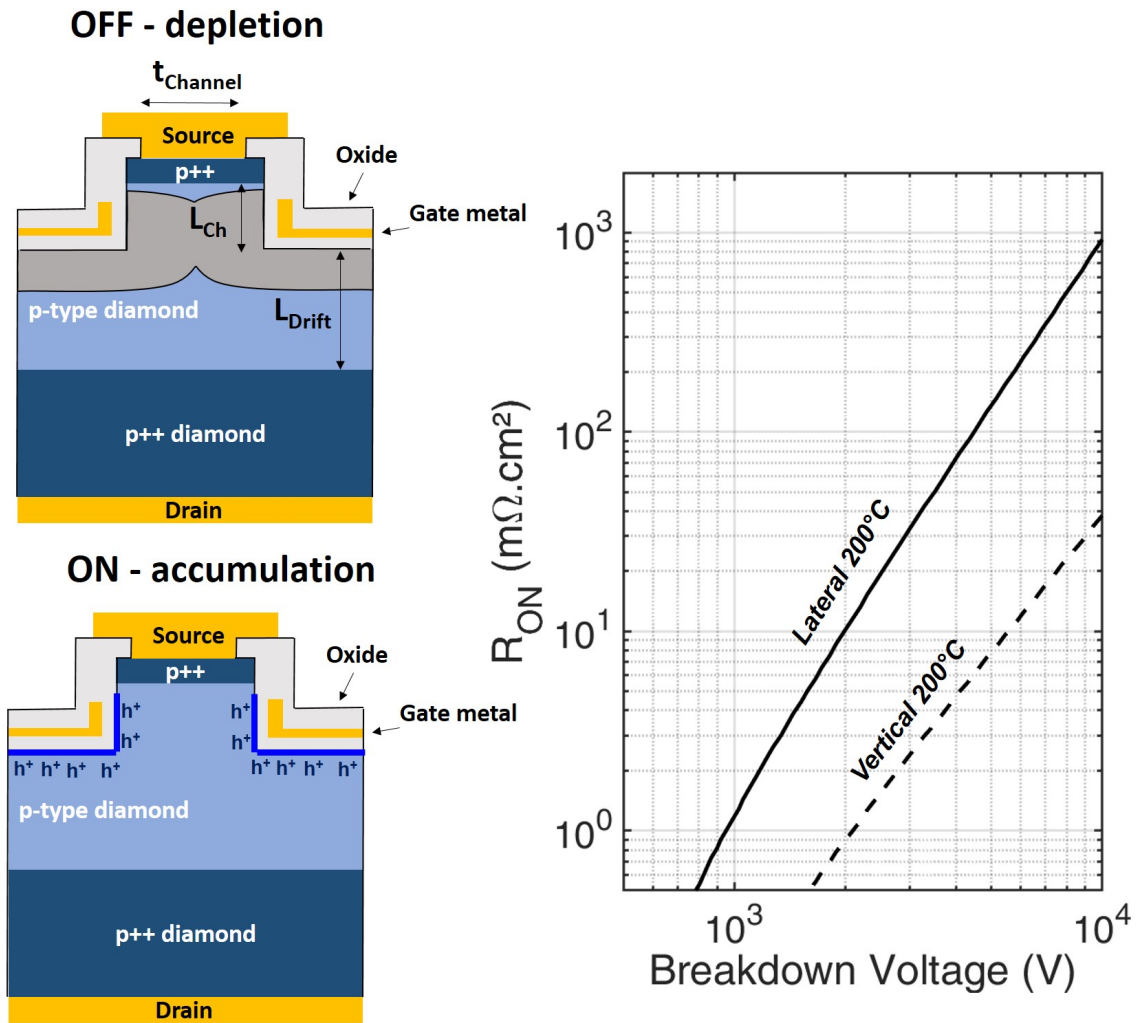 OFF - depletion
tChannel
Source
p++
Oxide
LCh
Gate metal
p-type diamond
LDrift
p++ diamond
Drain
ON - accumulation
Source
p++
Oxide
h⁺
h⁺
Gate metal
h⁺
h⁺
h⁺ h⁺ h⁺ h⁺
h⁺ h⁺ h⁺ h⁺
p-type diamond
p++ diamond
Drain
RON (mΩ.cm²)
10³
10²
10¹
10⁰
Lateral 200°C
Vertical 200°C
10³
10⁴
Breakdown Voltage (V)